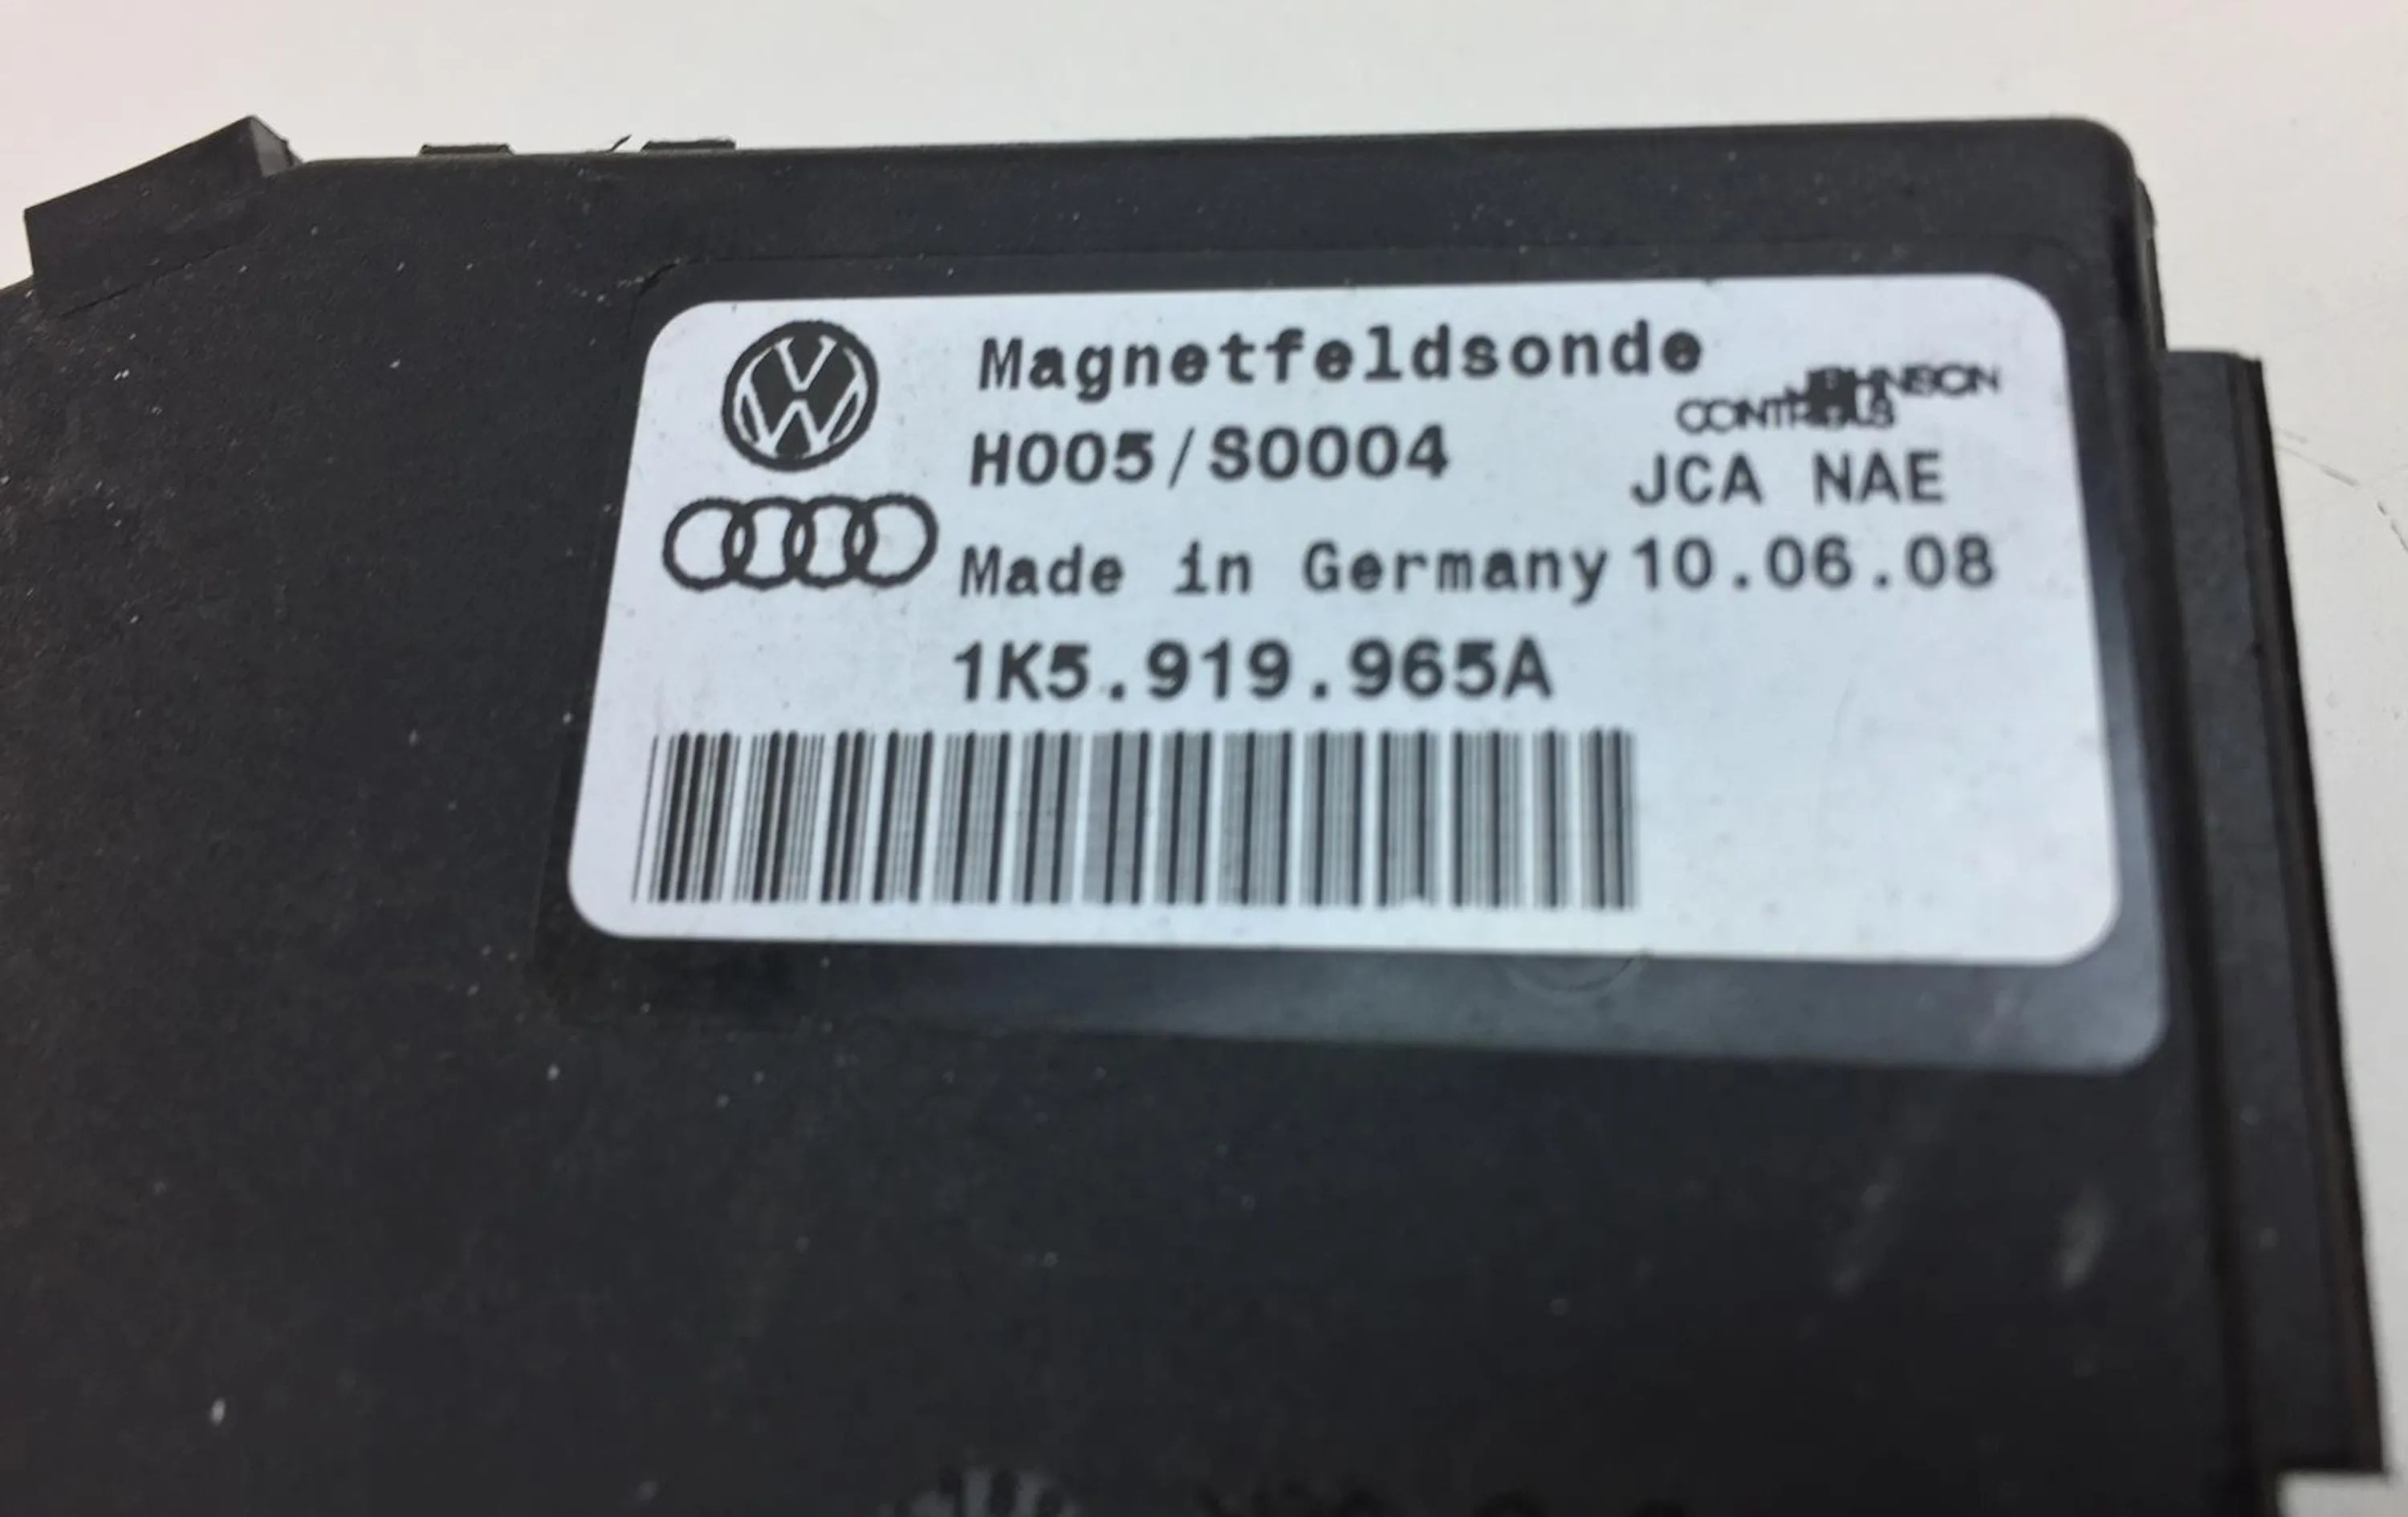 Magnetfeldsonde
JOHNSON
CONTROLS
H005/S0004
JCA NAE
Made in Germany 10.06.08
1K5.919.965A